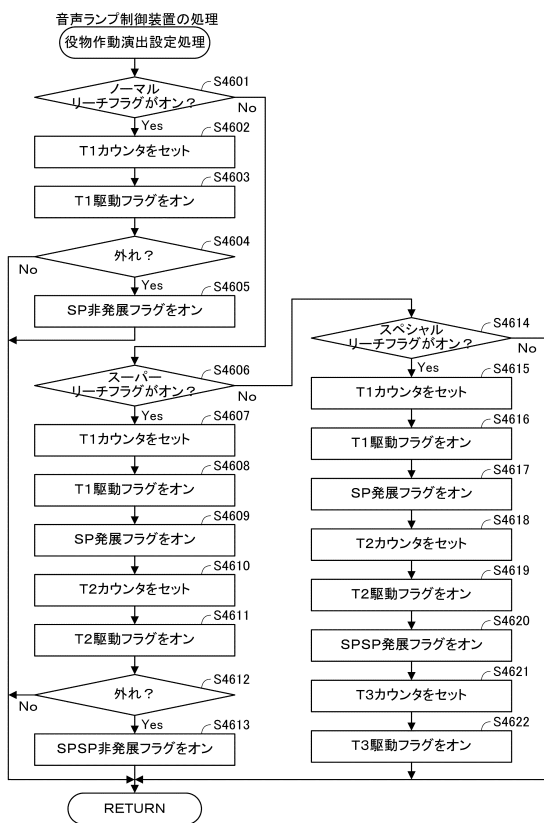 音声ランプ制御装置の処理
役物作動演出設定処理
S4601
ノーマル
リーチフラグがオン？
No
Yes
S4602
T1カウンタをセット
S4603
T1駆動フラグをオン
S4604
外れ？
No
Yes
S4605
SP非発展フラグをオン
S4606
スーパー
リーチフラグがオン？
No
Yes
S4607
T1カウンタをセット
S4608
T1駆動フラグをオン
S4609
SP発展フラグをオン
S4610
T2カウンタをセット
S4611
T2駆動フラグをオン
S4612
外れ？
No
Yes
S4613
SPSP非発展フラグをオン
S4614
スペシャル
リーチフラグがオン？
No
Yes
S4615
T1カウンタをセット
S4616
T1駆動フラグをオン
S4617
SP発展フラグをオン
S4618
T2カウンタをセット
S4619
T2駆動フラグをオン
S4620
SPSP発展フラグをオン
S4621
T3カウンタをセット
S4622
T3駆動フラグをオン
RETURN